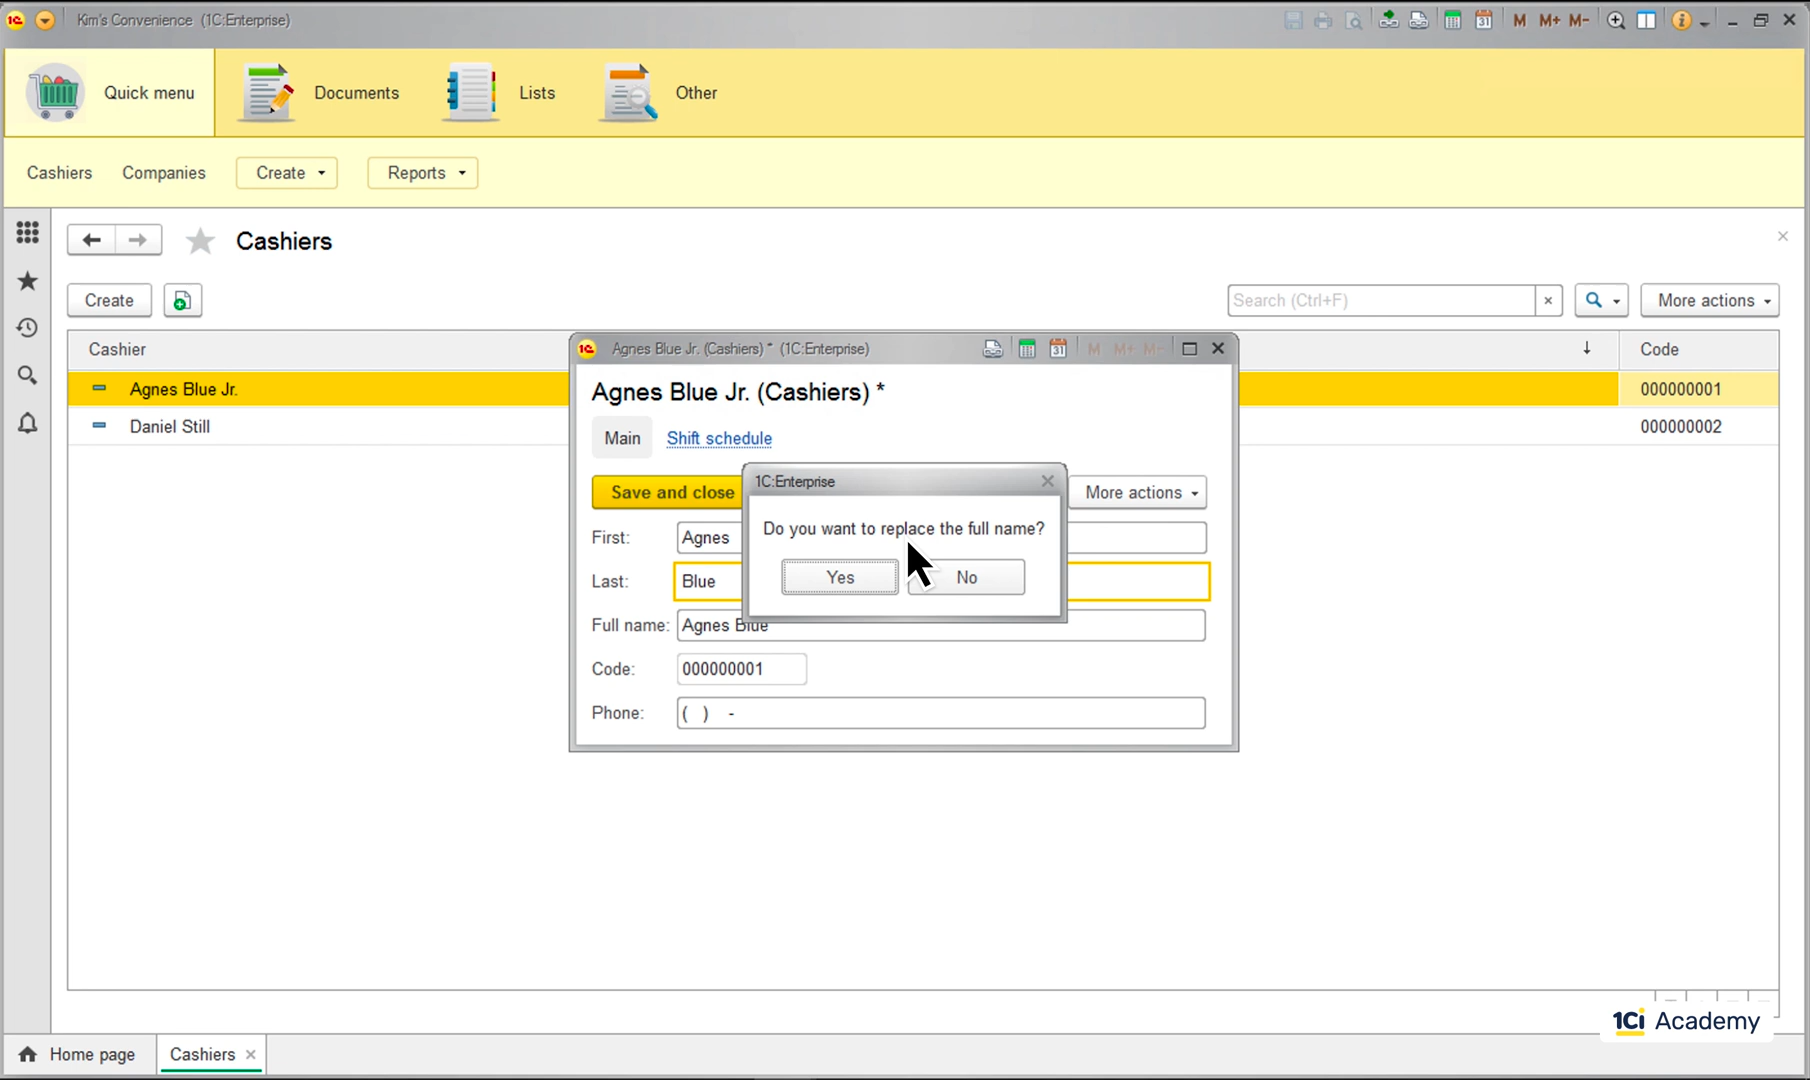 Kim's Convenience (1C:Enterprise)
M M+ M-
Quick menu
Documents
Lists
Other
Cashiers
Companies
Create
Reports
Cashiers
Create
Search (Ctrl+F)
More actions
Cashier
Code
Agnes Blue Jr.
000000001
Daniel Still
000000002
Agnes Blue Jr. (Cashiers) * (1C:Enterprise)
31
M M+ M-
Agnes Blue Jr. (Cashiers) *
Main
Shift schedule
Save and close
More actions
1C:Enterprise
Do you want to replace the full name?
Yes
No
First:
Agnes
Last:
Blue
Full name:
Agnes Blue
Code:
000000001
Phone:
( ) -
1Ci Academy
Home page
Cashiers